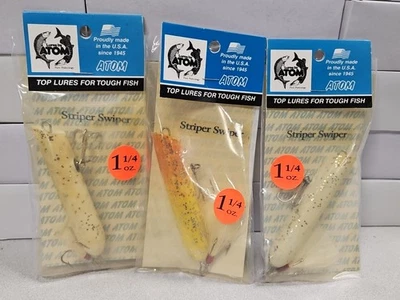 ATOM
Proudly made
in the U.S.A.
since 1945
ATOM
TOP LURES FOR TOUGH FISH
Striper Swiper
1 1/4
oz.
ATOM
Proudly made
in the U.S.A.
since 1945
ATOM
TOP LURES FOR TOUGH FISH
Striper Swiper
1 1/4
oz.
ATOM
Proudly made
in the U.S.A.
since 1945
ATOM
TOP LURES FOR TOUGH FISH
Striper Swiper
1 1/4
oz.